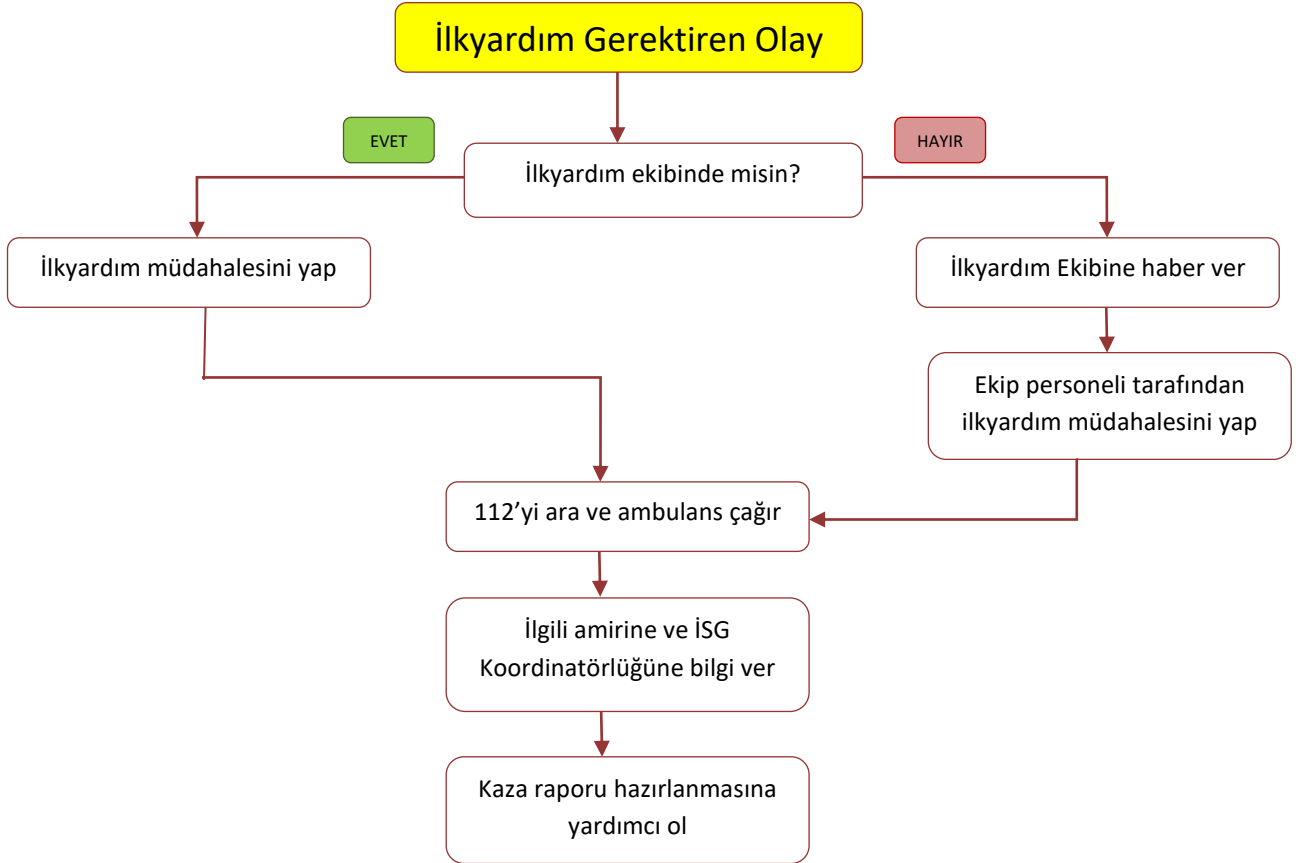 İlkyardım Gerektiren Olay
EVET
HAYIR
İlkyardım ekibinde misin?
İlkyardım müdahalesini yap
İlkyardım Ekibine haber ver
Ekip personeli tarafından
ilkyardım müdahalesini yap
112’yi ara ve ambulans çağır
İlgili amirine ve İSG
Koordinatörlüğüne bilgi ver
Kaza raporu hazırlanmasına
yardımcı ol